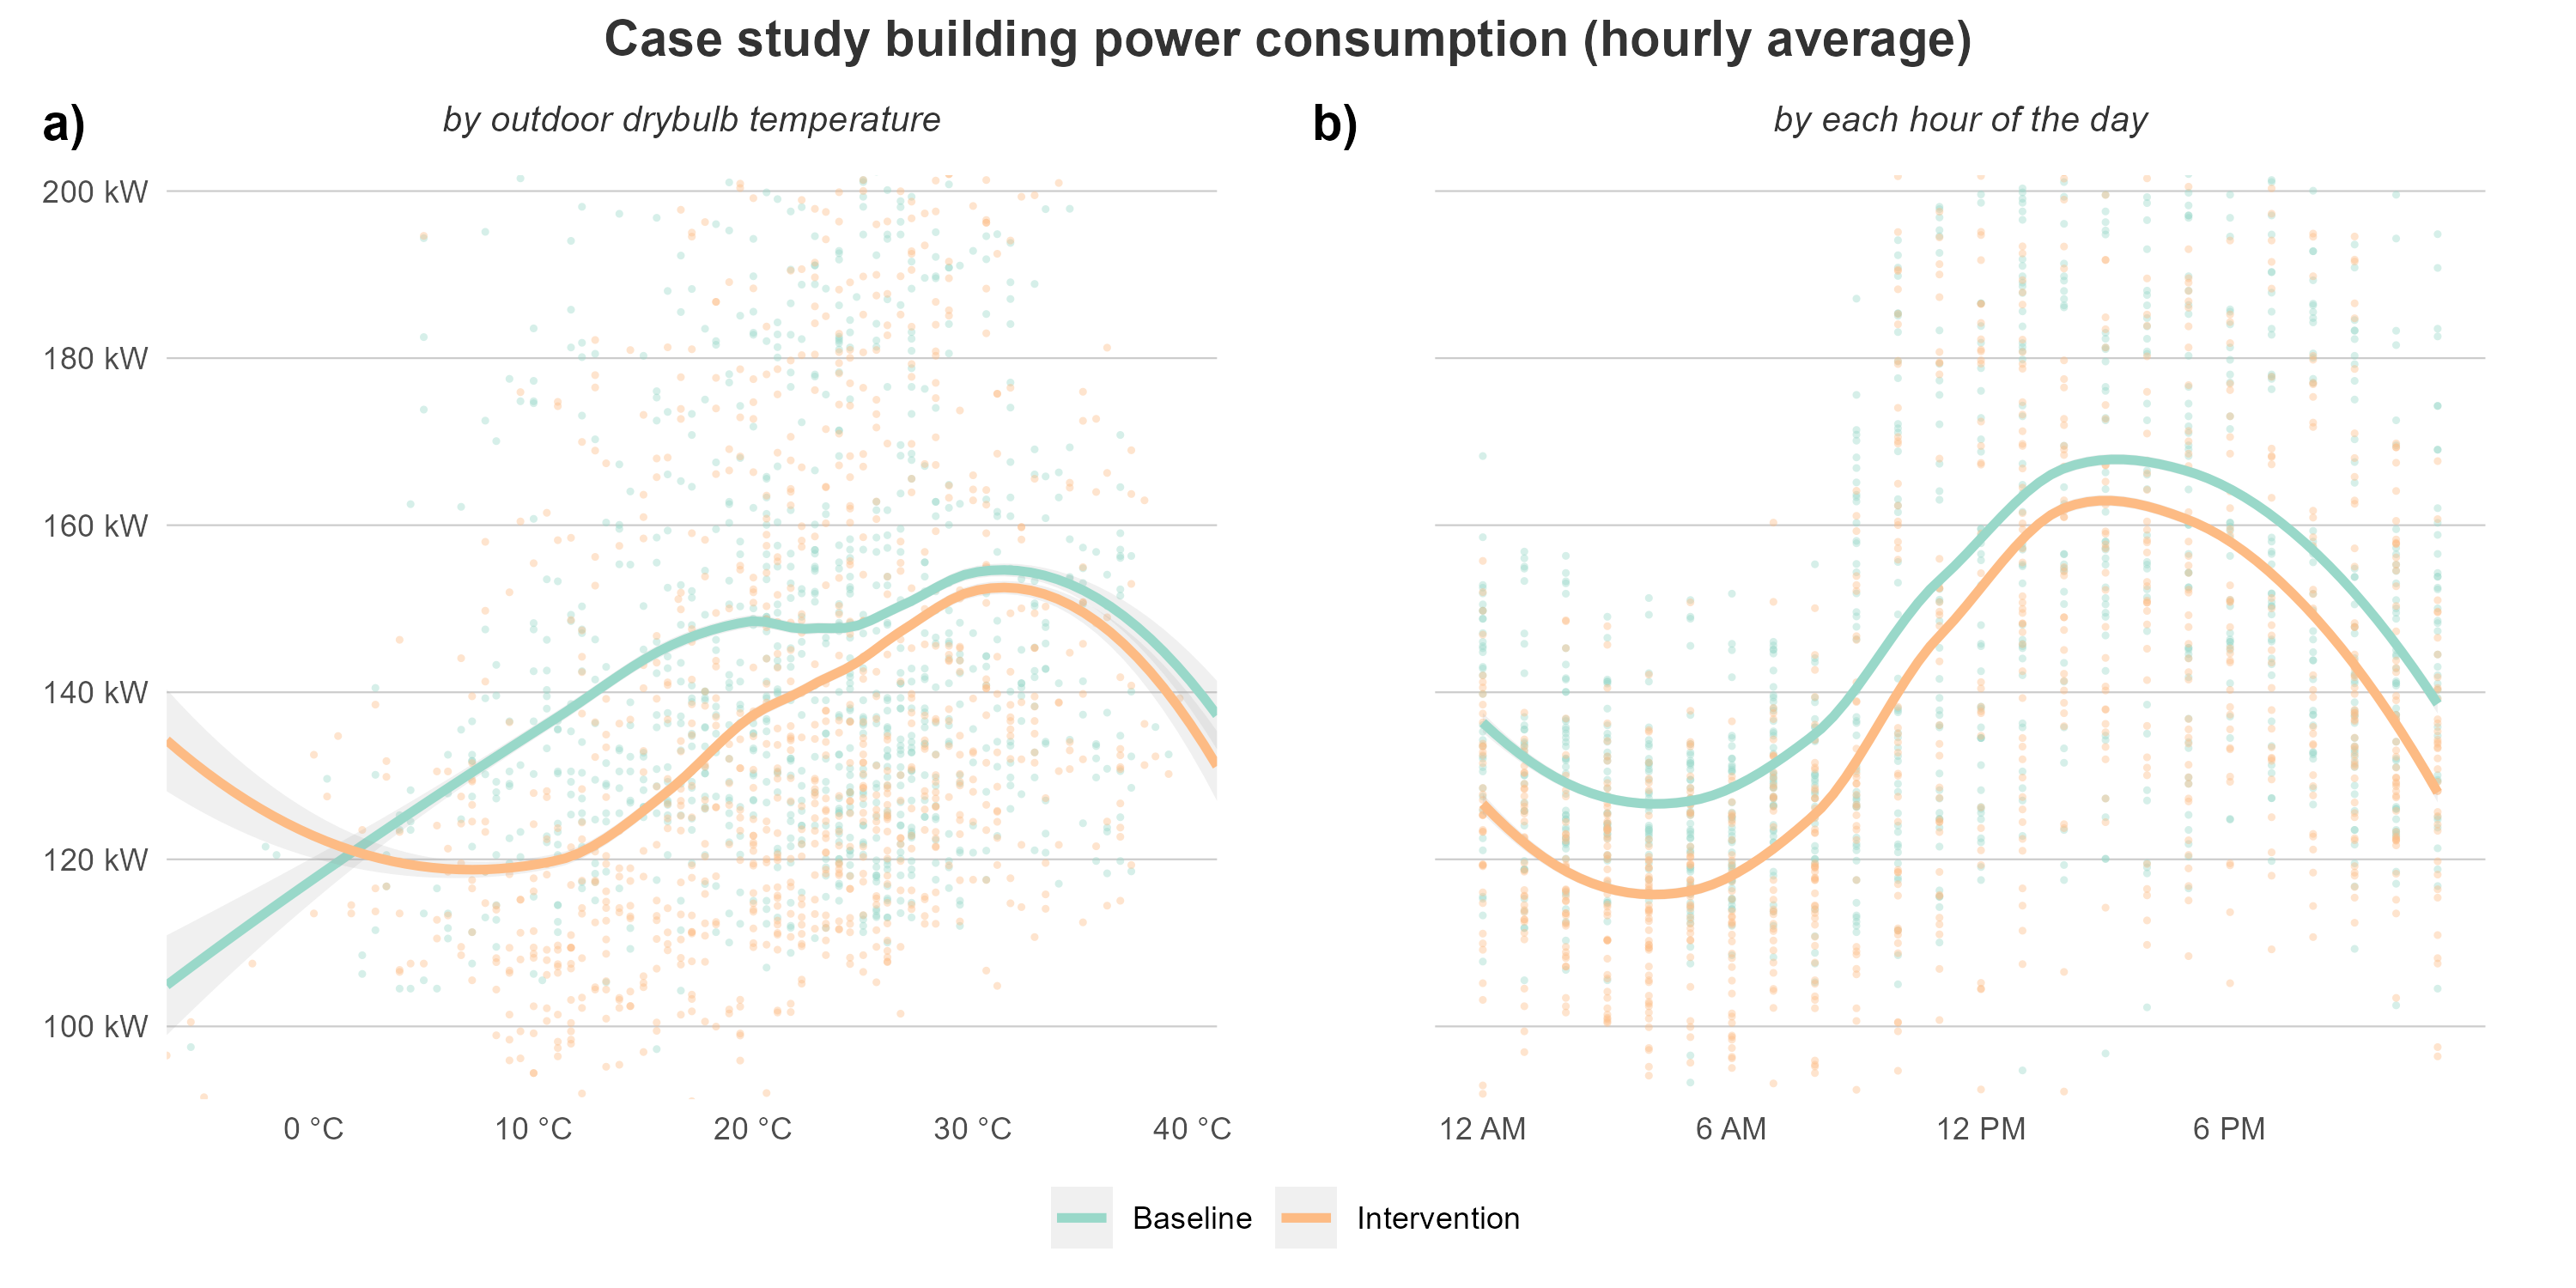 Case study building power consumption (hourly average)
a)
by outdoor drybulb temperature
200 kW
180 kW
160 kW
140 kW
120 kW
100 kW
0 °C 10 °C 20 °C 30 °C 40 °C
b)
by each hour of the day
12 AM 6 AM 12 PM 6 PM
Baseline Intervention